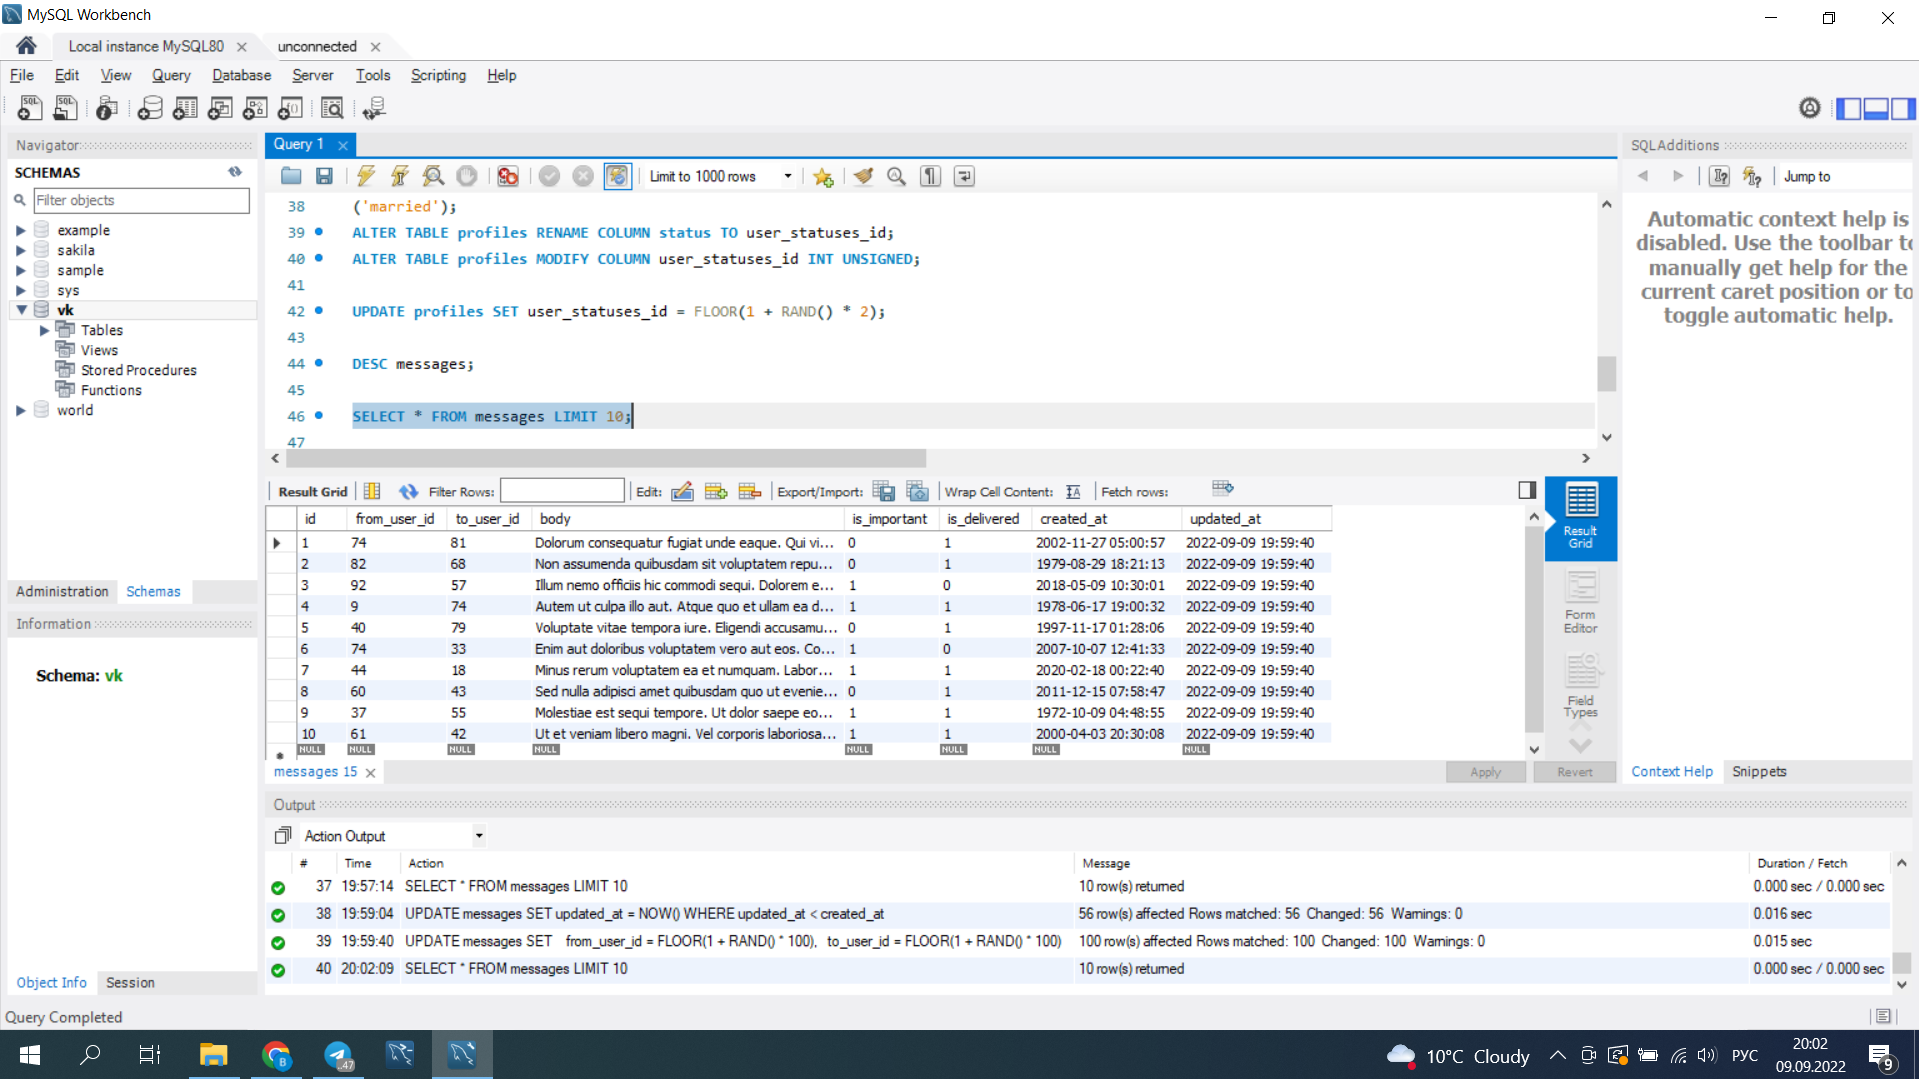 MySQL Workbench
Local instance MySQL80
unconnected
File Edit View Query Database Server Tools Scripting Help
Navigator
SCHEMAS
Filter objects
example
sakila
sample
sys
vk
Tables
Views
Stored Procedures
Functions
world
Administration Schemas
Information
Schema: vk
Object Info Session
Query Completed
Query 1
Limit to 1000 rows
38 ('married');
39 ALTER TABLE profiles RENAME COLUMN status TO user_statuses_id;
40 ALTER TABLE profiles MODIFY COLUMN user_statuses_id INT UNSIGNED;
41
42 UPDATE profiles SET user_statuses_id = FLOOR(1 + RAND() * 2);
43
44 DESC messages;
45
46 SELECT * FROM messages LIMIT 10;
47
Result Grid Filter Rows: Edit: Export/Import: Wrap Cell Content: Fetch rows:
id from_user_id to_user_id body is_important is_delivered created_at updated_at
1 74 81 Dolorum consequatur fugiat unde eaque. Qui vi... 0 1 2002-11-27 05:00:57 2022-09-09 19:59:40
2 82 68 Non assumenda quibusdam sit voluptatem repu... 0 1 1979-08-29 18:21:13 2022-09-09 19:59:40
3 92 57 Illum nemo officiis hic commodi sequi. Dolorem e... 1 0 2018-05-09 10:30:01 2022-09-09 19:59:40
4 9 74 Autem ut culpa illo aut. Atque quo et ullam ea d... 1 1 1978-06-17 19:00:32 2022-09-09 19:59:40
5 40 79 Voluptate vitae tempora iure. Eligendi accusamu... 0 1 1997-11-17 01:28:06 2022-09-09 19:59:40
6 74 33 Enim aut doloribus voluptatem vero aut eos. Co... 1 0 2007-10-07 12:41:33 2022-09-09 19:59:40
7 44 18 Minus rerum voluptatem ea et numquam. Labor... 1 1 2020-02-18 00:22:40 2022-09-09 19:59:40
8 60 43 Sed nulla adipisci amet quibusdam quo ut evenie... 0 1 2011-12-15 07:58:47 2022-09-09 19:59:40
9 37 55 Molestiae est sequi tempore. Ut dolor saepe eo... 1 1 1972-10-09 04:48:55 2022-09-09 19:59:40
10 61 42 Ut et veniam libero magni. Vel corporis laboriosa... 1 1 2000-04-03 20:30:08 2022-09-09 19:59:40
NULL NULL NULL NULL NULL NULL NULL NULL
Result
Grid
Form
Editor
Field
Types
messages 15
Apply Revert
SQLAdditions
Jump to
Automatic context help is
disabled. Use the toolbar to
manually get help for the
current caret position or to
toggle automatic help.
Context Help Snippets
Output
Action Output
# Time Action Message Duration / Fetch
37 19:57:14 SELECT * FROM messages LIMIT 10 10 row(s) returned 0.000 sec / 0.000 sec
38 19:59:04 UPDATE messages SET updated_at = NOW() WHERE updated_at < created_at 56 row(s) affected Rows matched: 56 Changed: 56 Warnings: 0 0.016 sec
39 19:59:40 UPDATE messages SET from_user_id = FLOOR(1 + RAND() * 100), to_user_id = FLOOR(1 + RAND() * 100) 100 row(s) affected Rows matched: 100 Changed: 100 Warnings: 0 0.015 sec
40 20:02:09 SELECT * FROM messages LIMIT 10 10 row(s) returned 0.000 sec / 0.000 sec
47
10°C Cloudy
РУС
20:02
09.09.2022
9